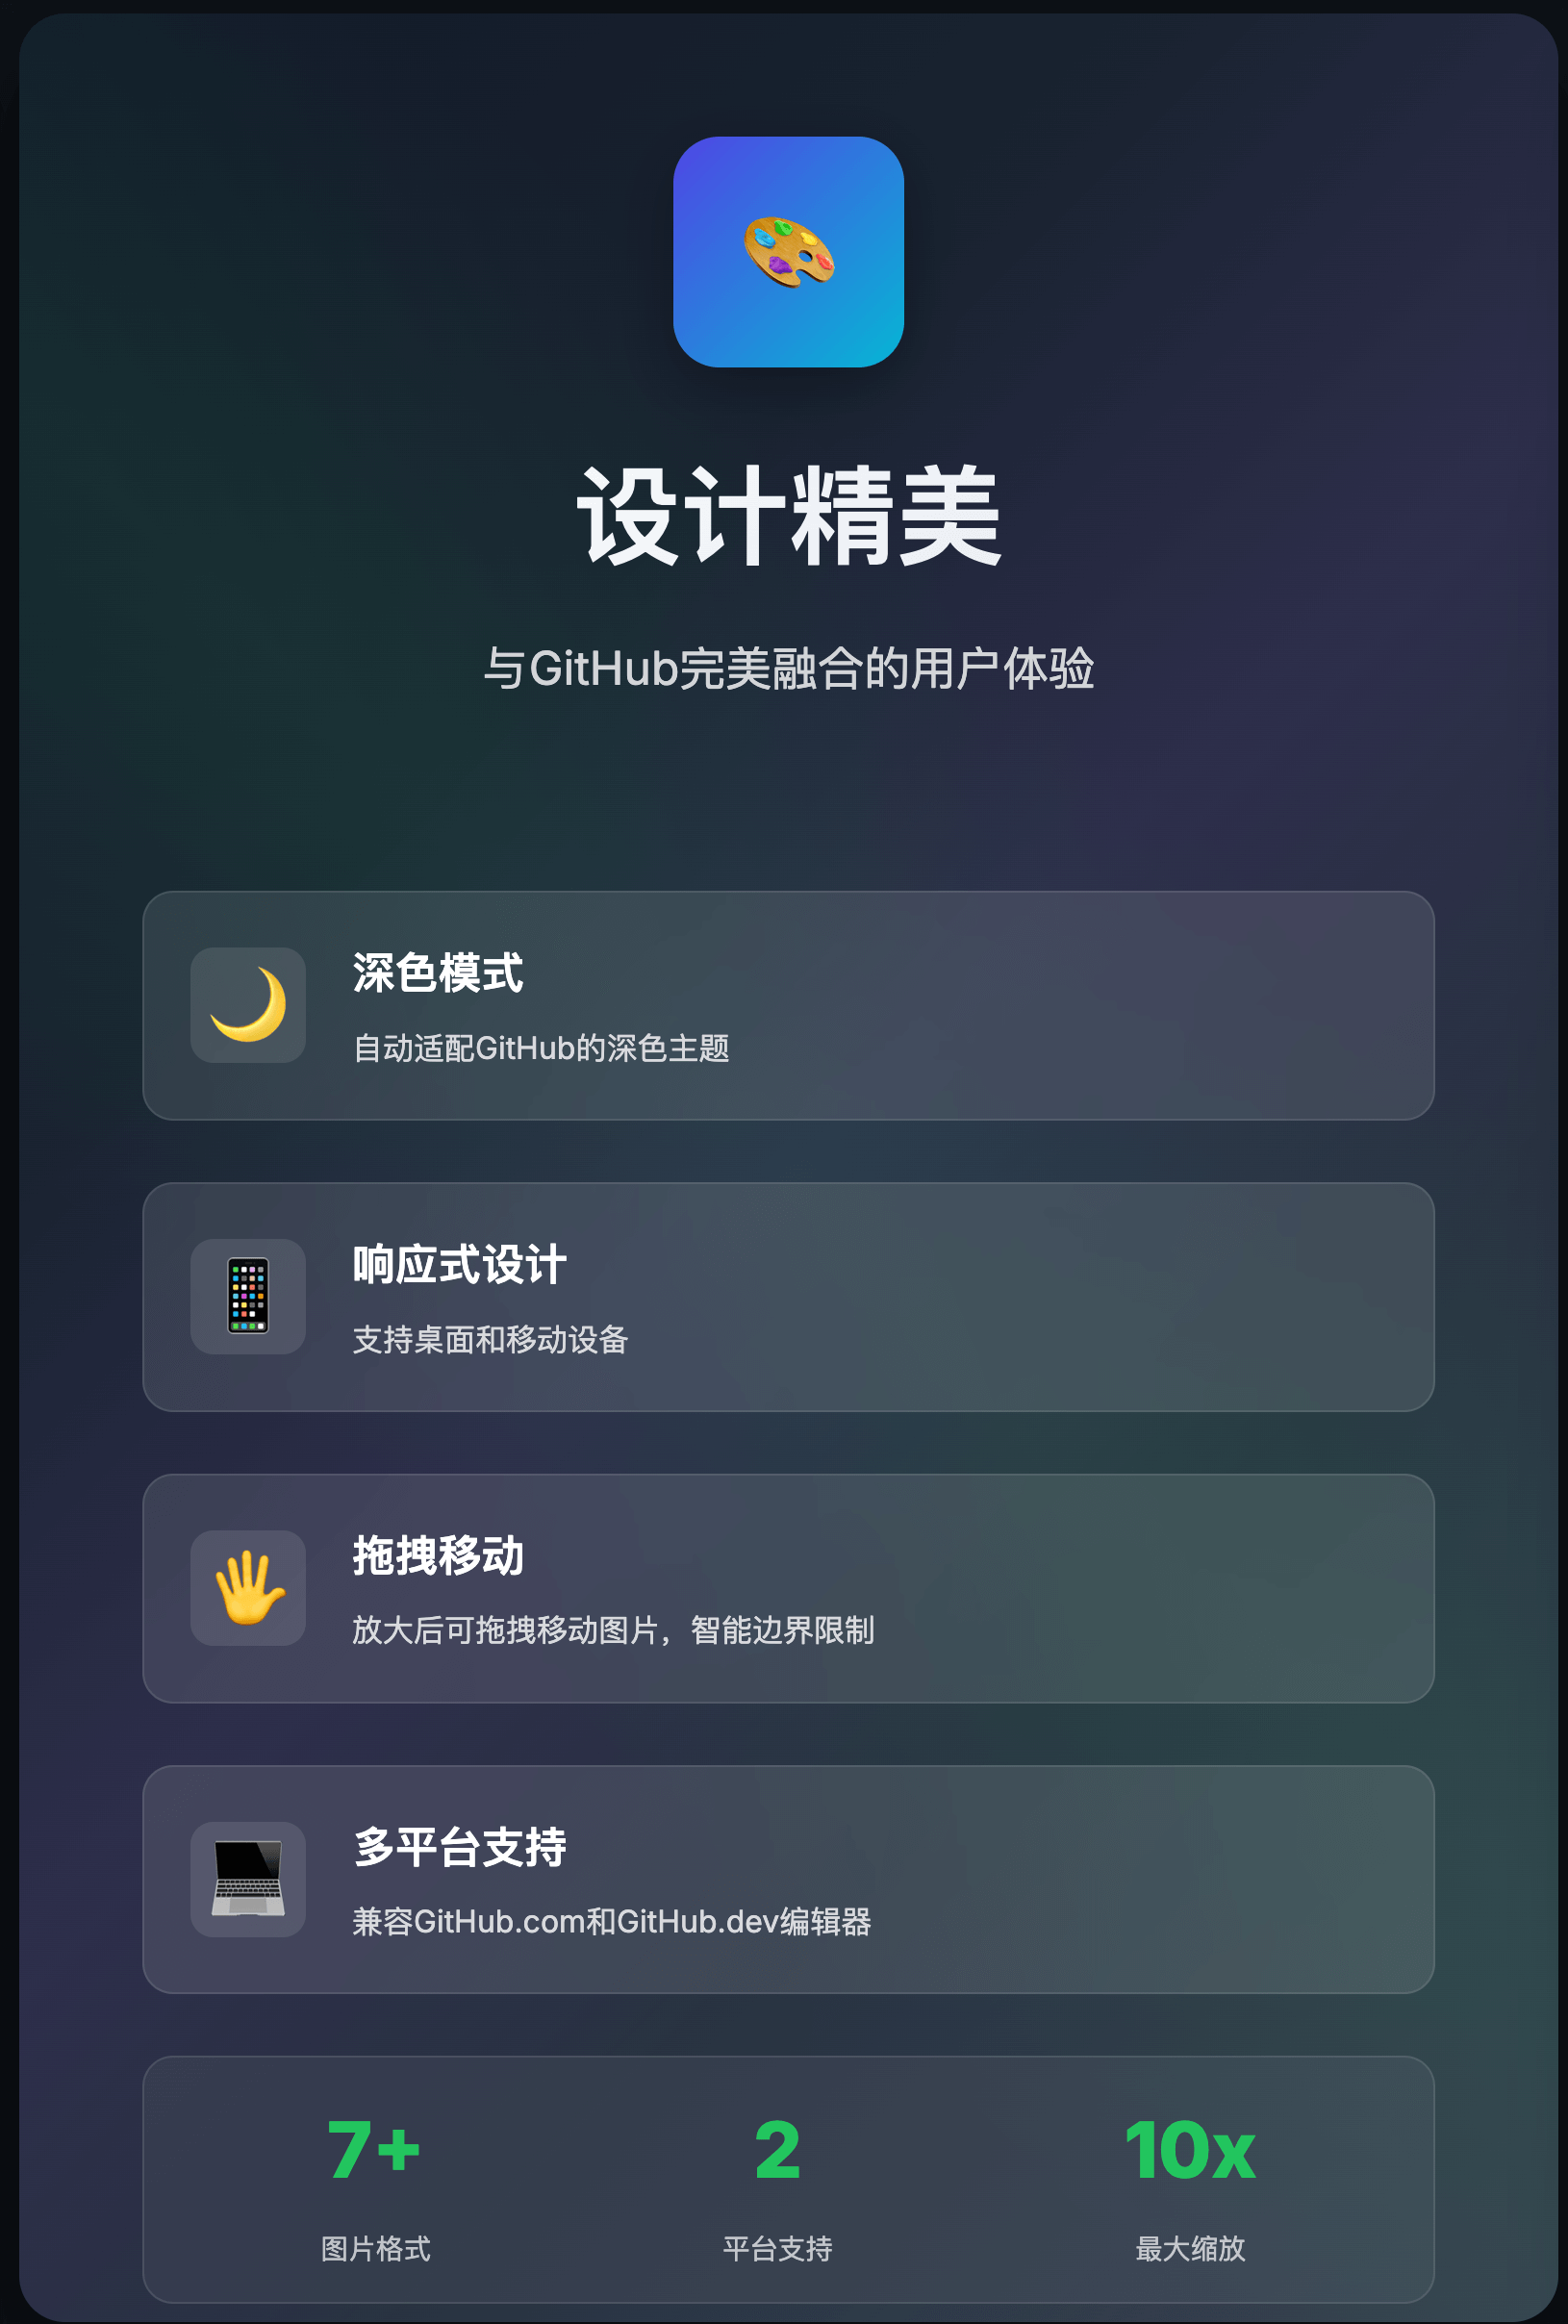 设计精美
与GitHub完美融合的用户体验
深色模式
自动适配GitHub的深色主题
响应式设计
支持桌面和移动设备
拖拽移动
放大后可拖拽移动图片，智能边界限制
多平台支持
兼容GitHub.com和GitHub.dev编辑器
7+
2
10x
图片格式
平台支持
最大缩放